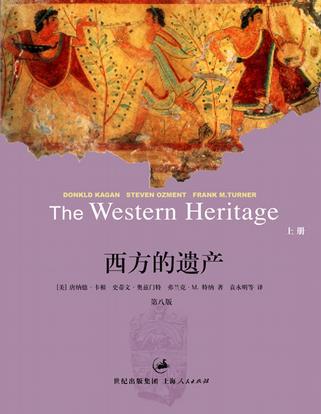 DONKLD KAGAN STEVEN OZMENT FRANK M.TURNER
The Western Heritage
上册
西方的遗产
[美] 唐纳德·卡根 史蒂文·奥兹门特 弗兰克·M. 特纳 著 袁永明等 译
第八版
世纪出版集团 上海人民出版社